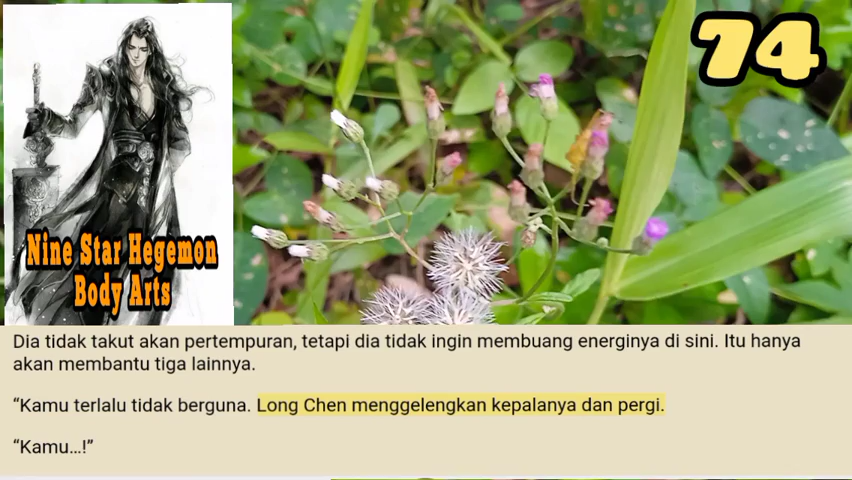 74
Nine Star Hegemon
Body Arts
Dia tidak takut akan pertempuran, tetapi dia tidak ingin membuang energinya di sini. Itu hanya
akan membantu tiga lainnya.
“Kamu terlalu tidak berguna. Long Chen menggelengkan kepalanya dan pergi.
“Kamu…!”